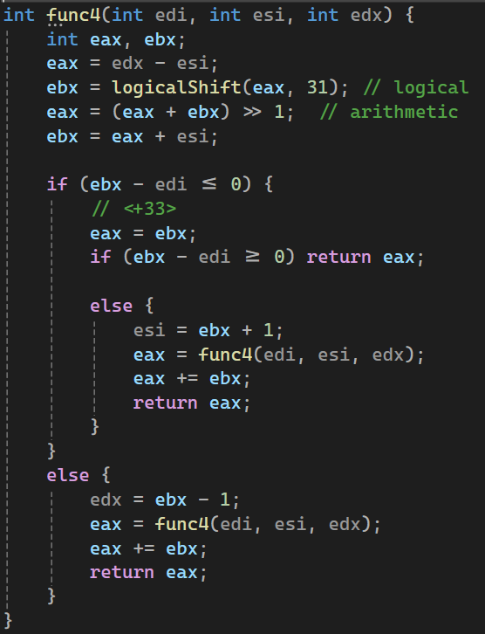 int func4(int edi, int esi, int edx) {
    int eax, ebx;
    eax = edx - esi;
    ebx = logicalShift(eax, 31); // logical
    eax = (eax + ebx) >> 1;  // arithmetic
    ebx = eax + esi;

    if (ebx - edi ≤ 0) {
        // <+33>
        eax = ebx;
        if (ebx - edi ≥ 0) return eax;

        else {
            esi = ebx + 1;
            eax = func4(edi, esi, edx);
            eax += ebx;
            return eax;
        }
    }
    else {
        edx = ebx - 1;
        eax = func4(edi, esi, edx);
        eax += ebx;
        return eax;
    }
}